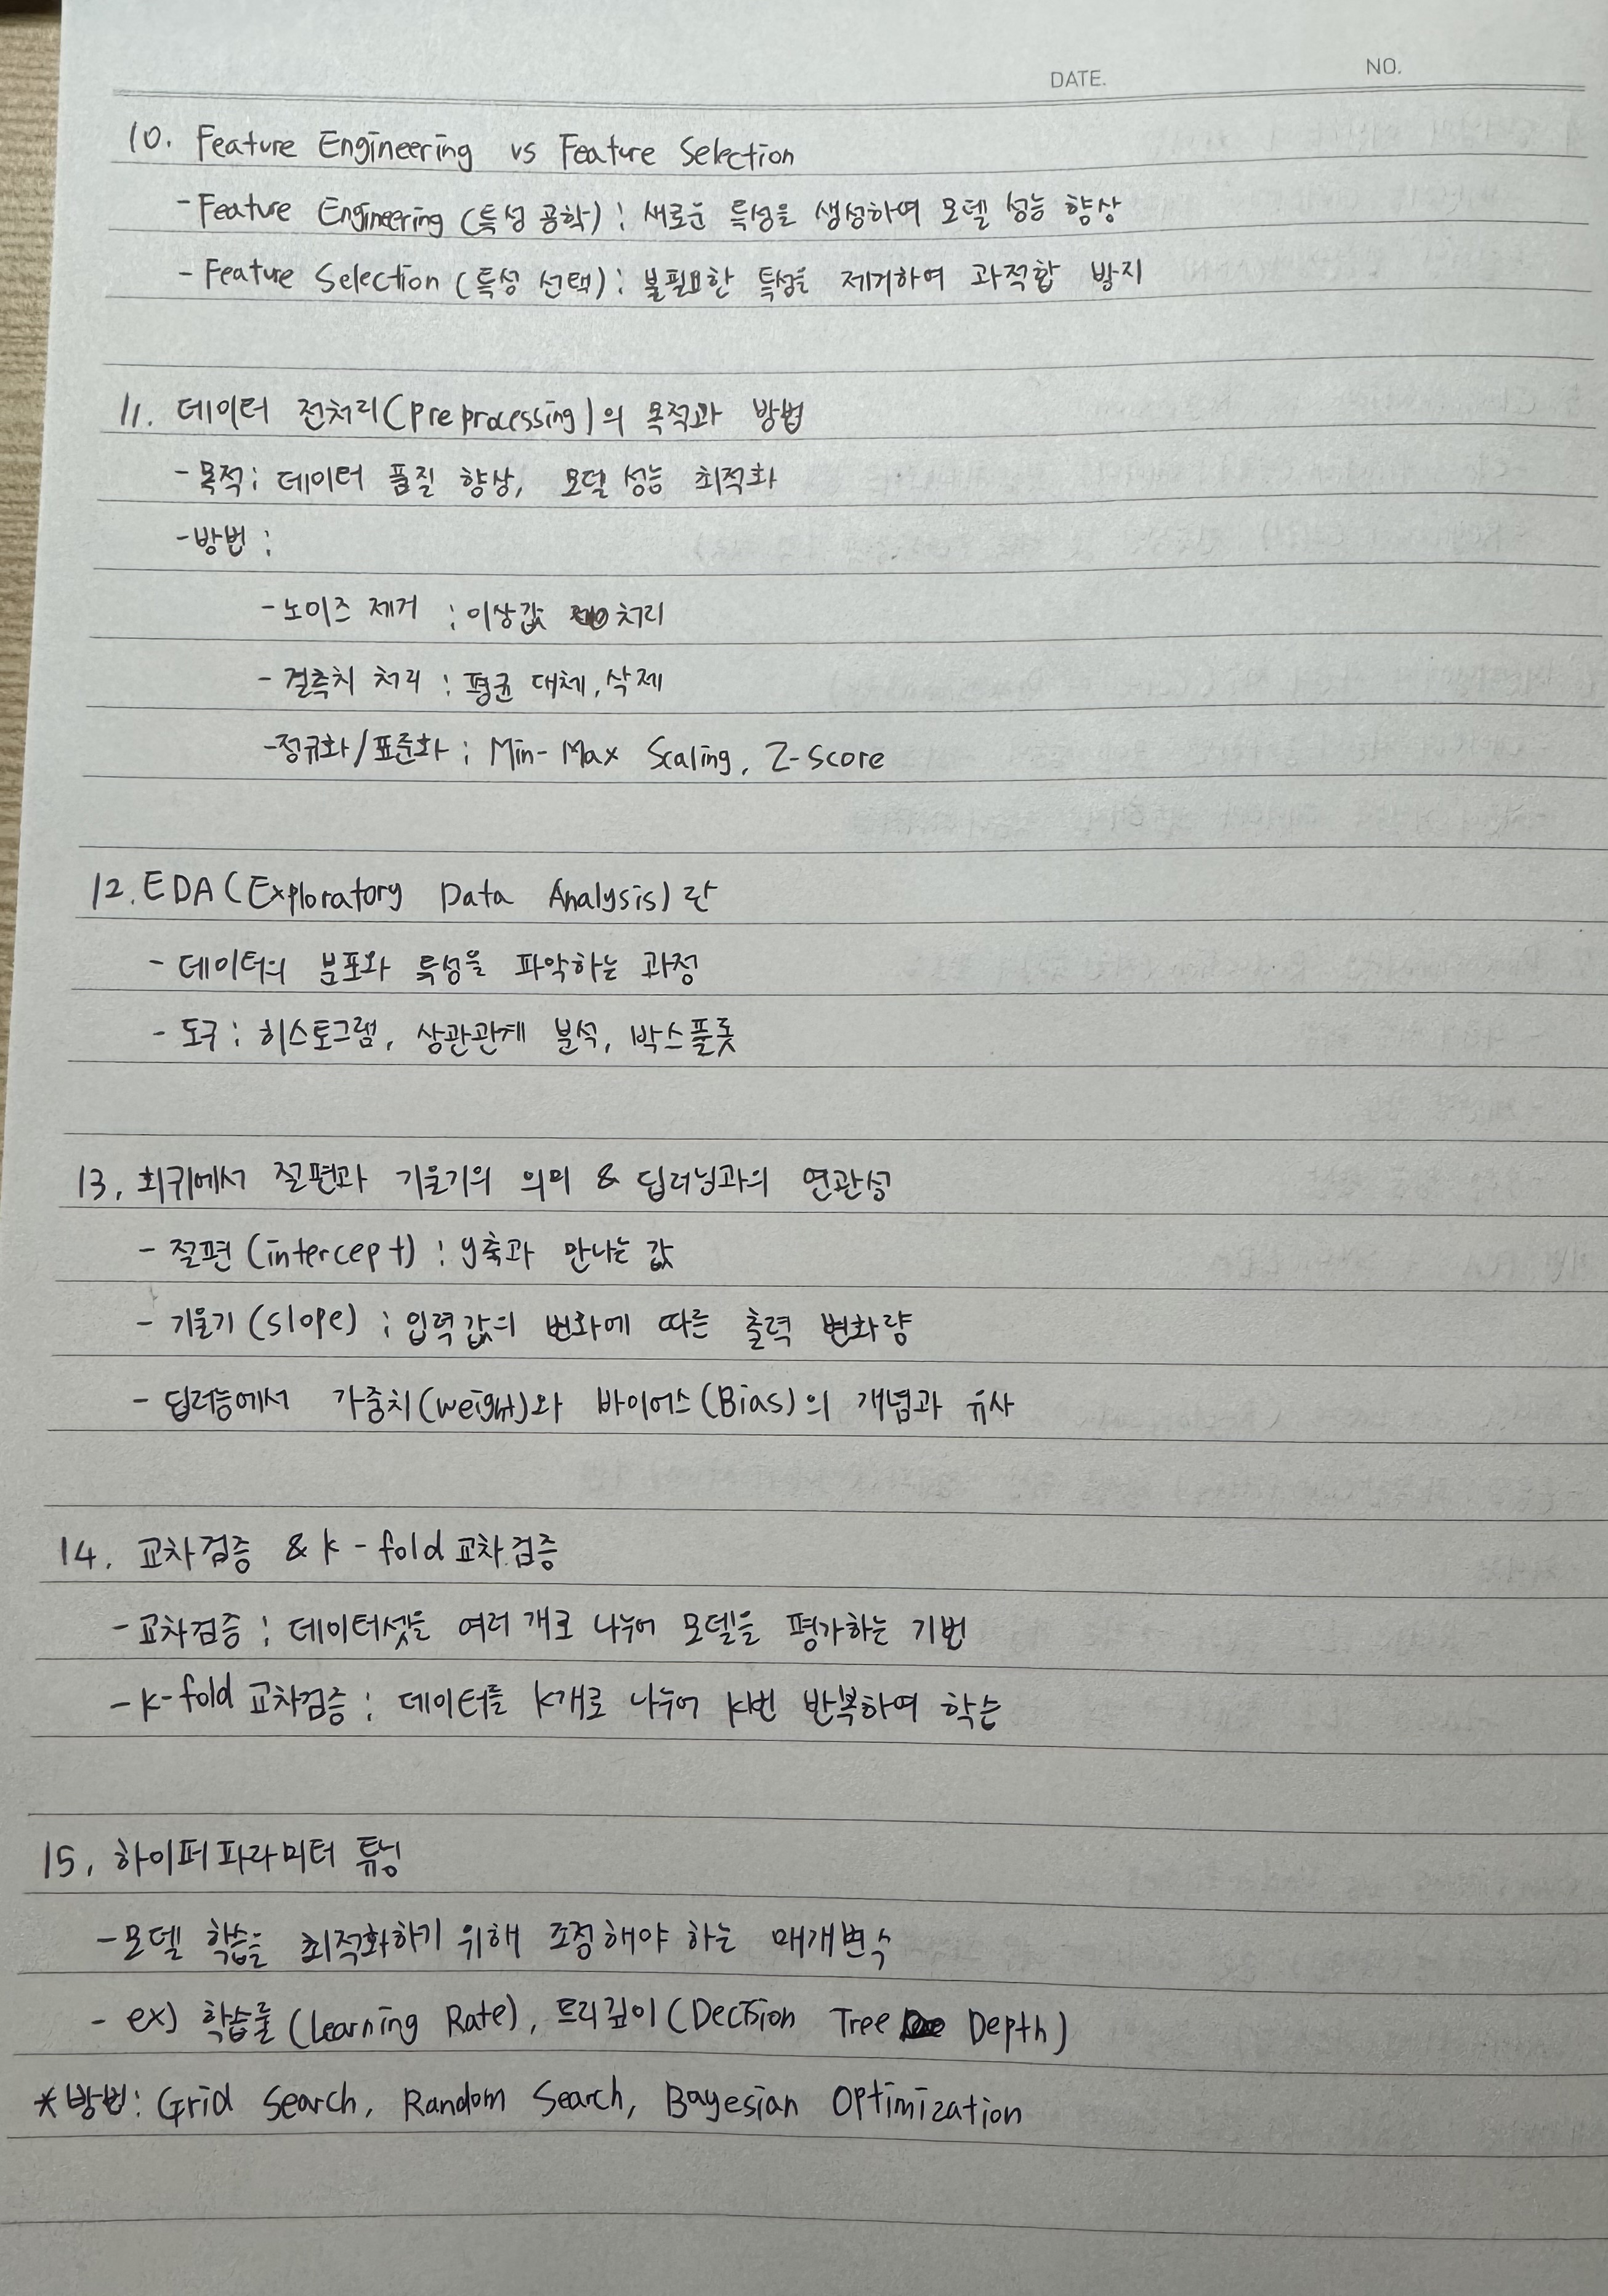 DATE. NO.
10. Feature Engineering vs Feature Selection
- Feature Engineering (특성 공학) : 새로운 특성을 생성하여 모델 성능 향상
- Feature Selection (특성 선택) : 불필요한 특성을 제거하여 과적합 방지
11. 데이터 전처리(preprocessing)의 목적과 방법
- 목적 : 데이터 품질 향상, 모델 성능 최적화
- 방법 :
- 노이즈 제거 : 이상값 처리
- 결측치 처리 : 평균 대체, 삭제
- 정규화/표준화 : Min-Max Scaling, Z-score
12. EDA (Exploratory Data Analysis) 란
- 데이터의 분포와 특성을 파악하는 과정
- 도구 : 히스토그램, 상관관계 분석, 박스플롯
13. 회귀에서 절편과 기울기의 의미 & 딥러닝과의 연관성
- 절편 (intercept) : y축과 만나는 값
- 기울기 (slope) : 입력값의 변화에 따른 출력 변화량
- 딥러능에서 가중치(weight)와 바이어스(Bias)의 개념과 유사
14. 교차검증 & k-fold 교차검증
- 교차검증 : 데이터셋을 여러 개로 나누어 모델을 평가하는 기법
- k-fold 교차검증 : 데이터를 k개로 나누어 k번 반복하여 학습
15. 하이퍼파라미터 튜닝
- 모델 학습을 최적화하기 위해 조정해야 하는 매개변수
- ex) 학습률 (Learning Rate), 트리깊이 (Decision Tree Depth)
* 방법 : Grid Search, Random Search, Bayesian Optimization